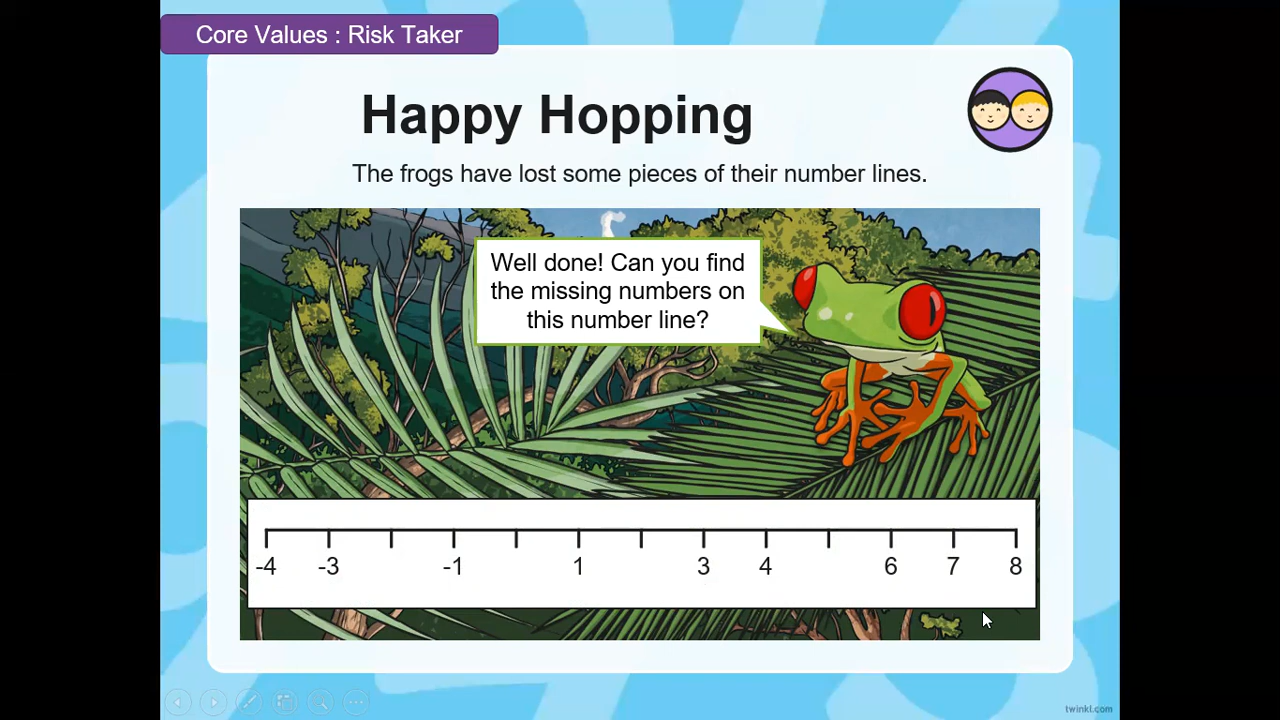 Core Values : Risk Taker
Happy Hopping
The frogs have lost some pieces of their number lines.
Well done! Can you find
the missing numbers on
this number line?
-4 -3 -1 1 3 4 6 7 8
twinkl.com